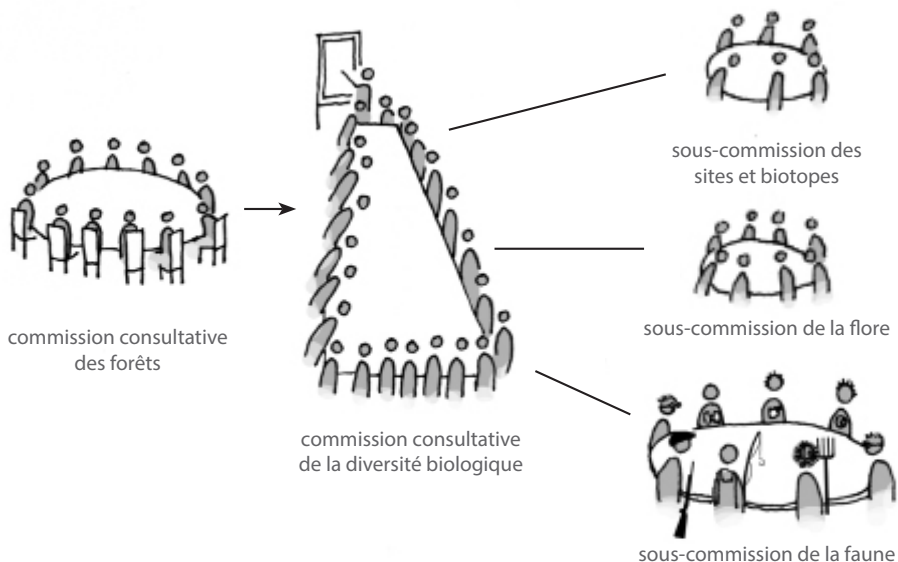 sous-commission des
sites et biotopes
commission consultative
des forêts
sous-commission de la flore
commission consultative
de la diversité biologique
sous-commission de la faune